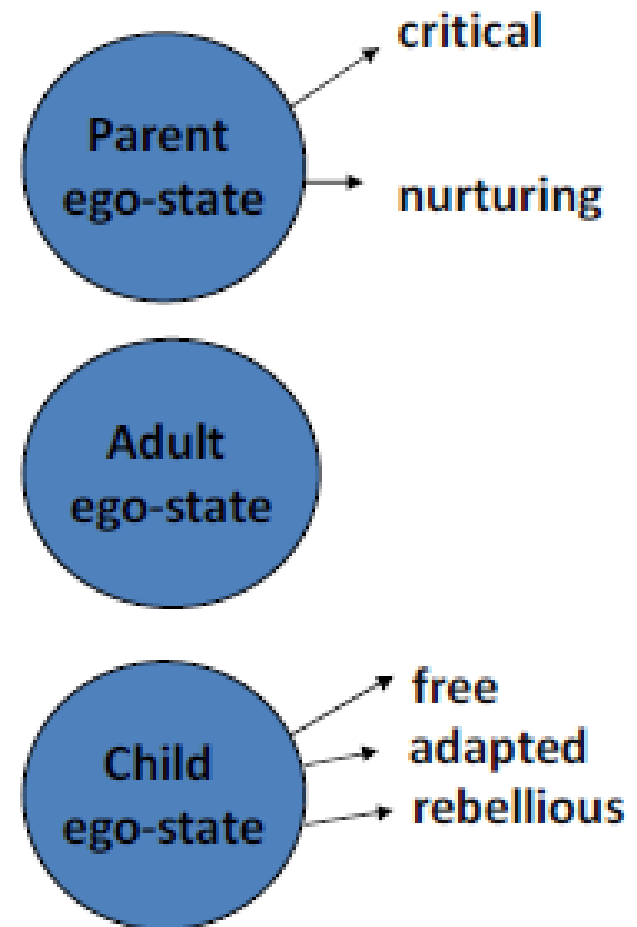 critical
Parent
ego-state
nurturing
Adult
ego-state
free
adapted
rebellious
Child
ego-state